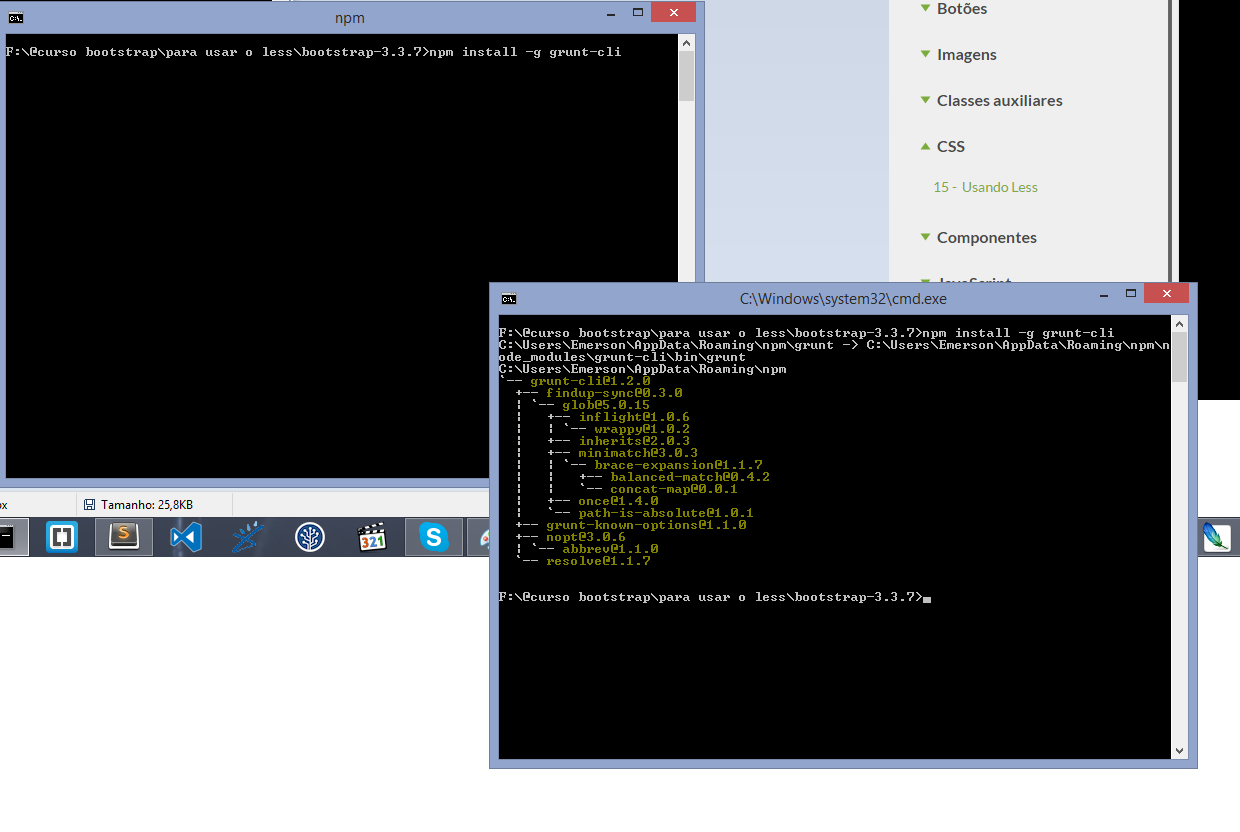 npm
F:\@curso bootstrap\para usar o less\bootstrap-3.3.7>npm install -g grunt-cli
Botões
Imagens
Classes auxiliares
CSS
15 - Usando Less
Componentes
JavaScript
C:\Windows\system32\cmd.exe
F:\@curso bootstrap\para usar o less\bootstrap-3.3.7>npm install -g grunt-cli
C:\Users\Emerson\AppData\Roaming\npm\grunt -> C:\Users\Emerson\AppData\Roaming\npm\n
ode_modules\grunt-cli\bin\grunt
C:\Users\Emerson\AppData\Roaming\npm
`-- grunt-cli@1.2.0
+-- findup-sync@0.3.0
| `-- glob@5.0.15
|   +-- inflight@1.0.6
|   | `-- wrappy@1.0.2
|   +-- inherits@2.0.3
|   +-- minimatch@3.0.3
|   | `-- brace-expansion@1.1.7
|   |   +-- balanced-match@0.4.2
|   |   `-- concat-map@0.0.1
|   +-- once@1.4.0
|   `-- path-is-absolute@1.0.1
+-- grunt-known-options@1.1.0
+-- nopt@3.0.6
| `-- abbrev@1.1.0
`-- resolve@1.1.7
F:\@curso bootstrap\para usar o less\bootstrap-3.3.7>
px
Tamanho: 25,8KB
321